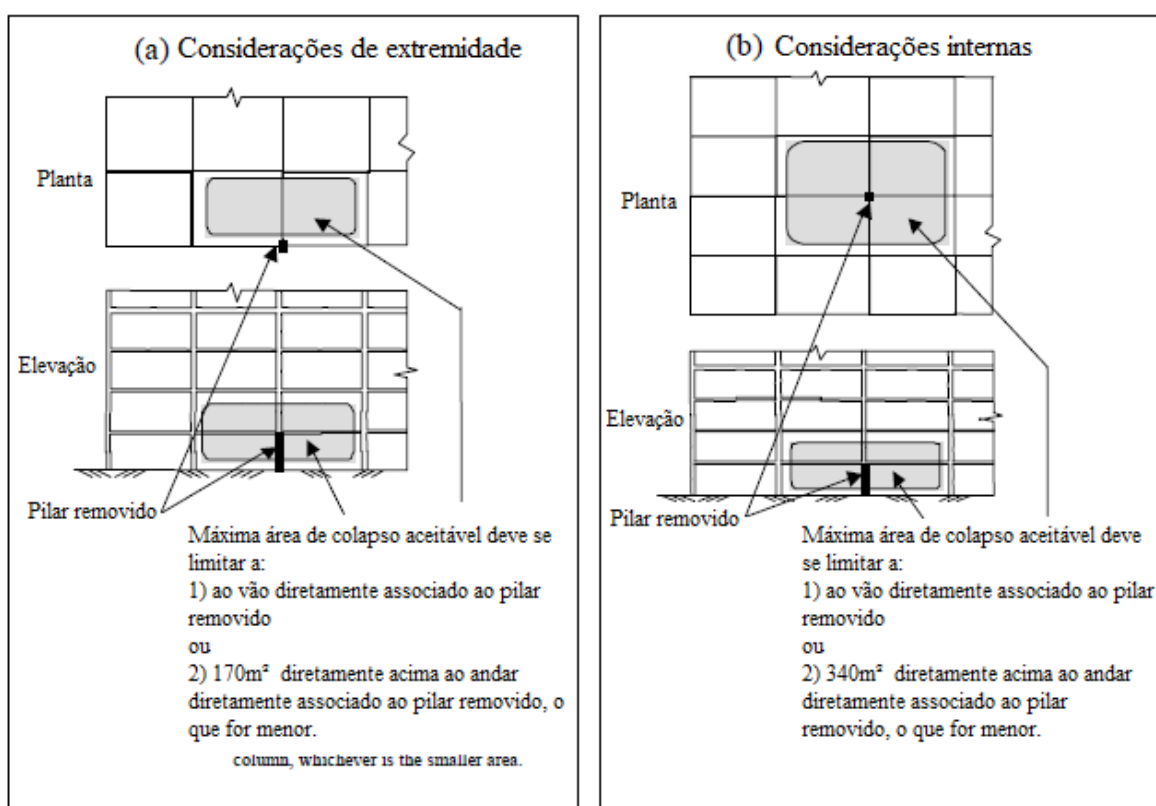 (a) Considerações de extremidade
Planta
Elevação
Pilar removido
Máxima área de colapso aceitável deve se
limitar a:
1) ao vão diretamente associado ao pilar
removido
ou
2) 170m² diretamente acima ao andar
diretamente associado ao pilar removido, o
que for menor.
column, whichever is the smaller area.
(b) Considerações internas
Planta
Elevação
Pilar removido
Máxima área de colapso aceitável deve
se limitar a:
1) ao vão diretamente associado ao pilar
removido
ou
2) 340m² diretamente acima ao andar
diretamente associado ao pilar
removido, o que for menor.